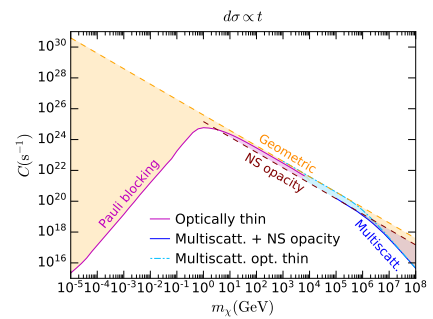 dσ ∝ t
10^30
10^28
10^26
10^24
10^22
10^20
10^18
10^16
C(s^−1)
Geometric
NS opacity
Pauli blocking
Multiscatt.
Optically thin
Multiscatt. + NS opacity
Multiscatt. opt. thin
10^−5 10^−4 10^−3 10^−2 10^−1 10^0 10^1 10^2 10^3 10^4 10^5 10^6 10^7 10^8
m_χ(GeV)